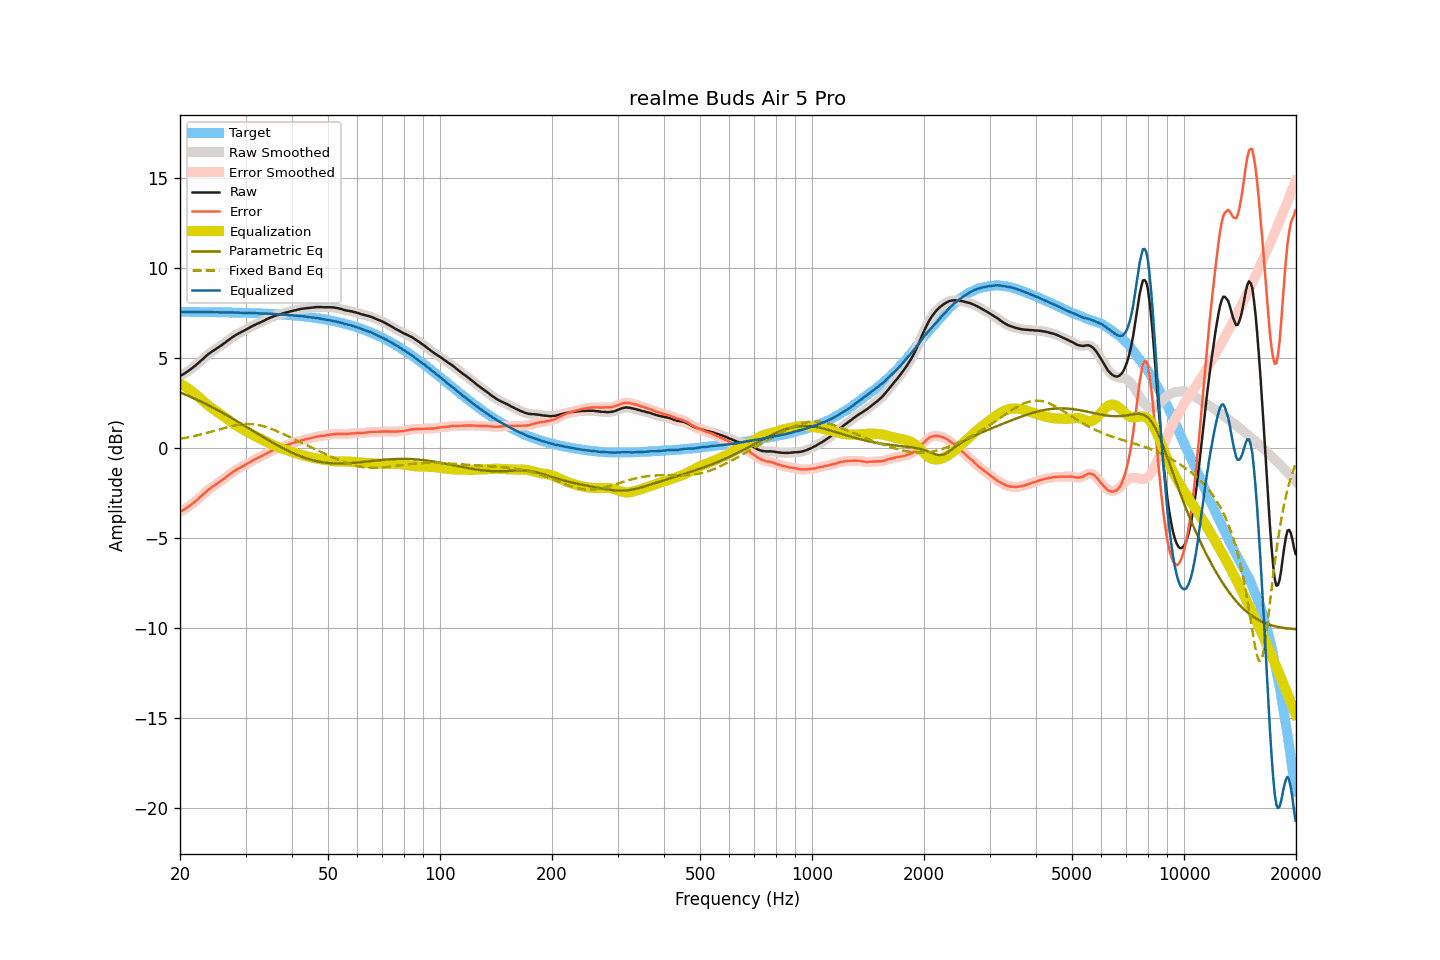 realme Buds Air 5 Pro
Target
Raw Smoothed
Error Smoothed
Raw
Error
Equalization
Parametric Eq
Fixed Band Eq
Equalized
15
10
5
0
−5
−10
−15
−20
Amplitude (dBr)
20 50 100 200 500 1000 2000 5000 10000 20000
Frequency (Hz)